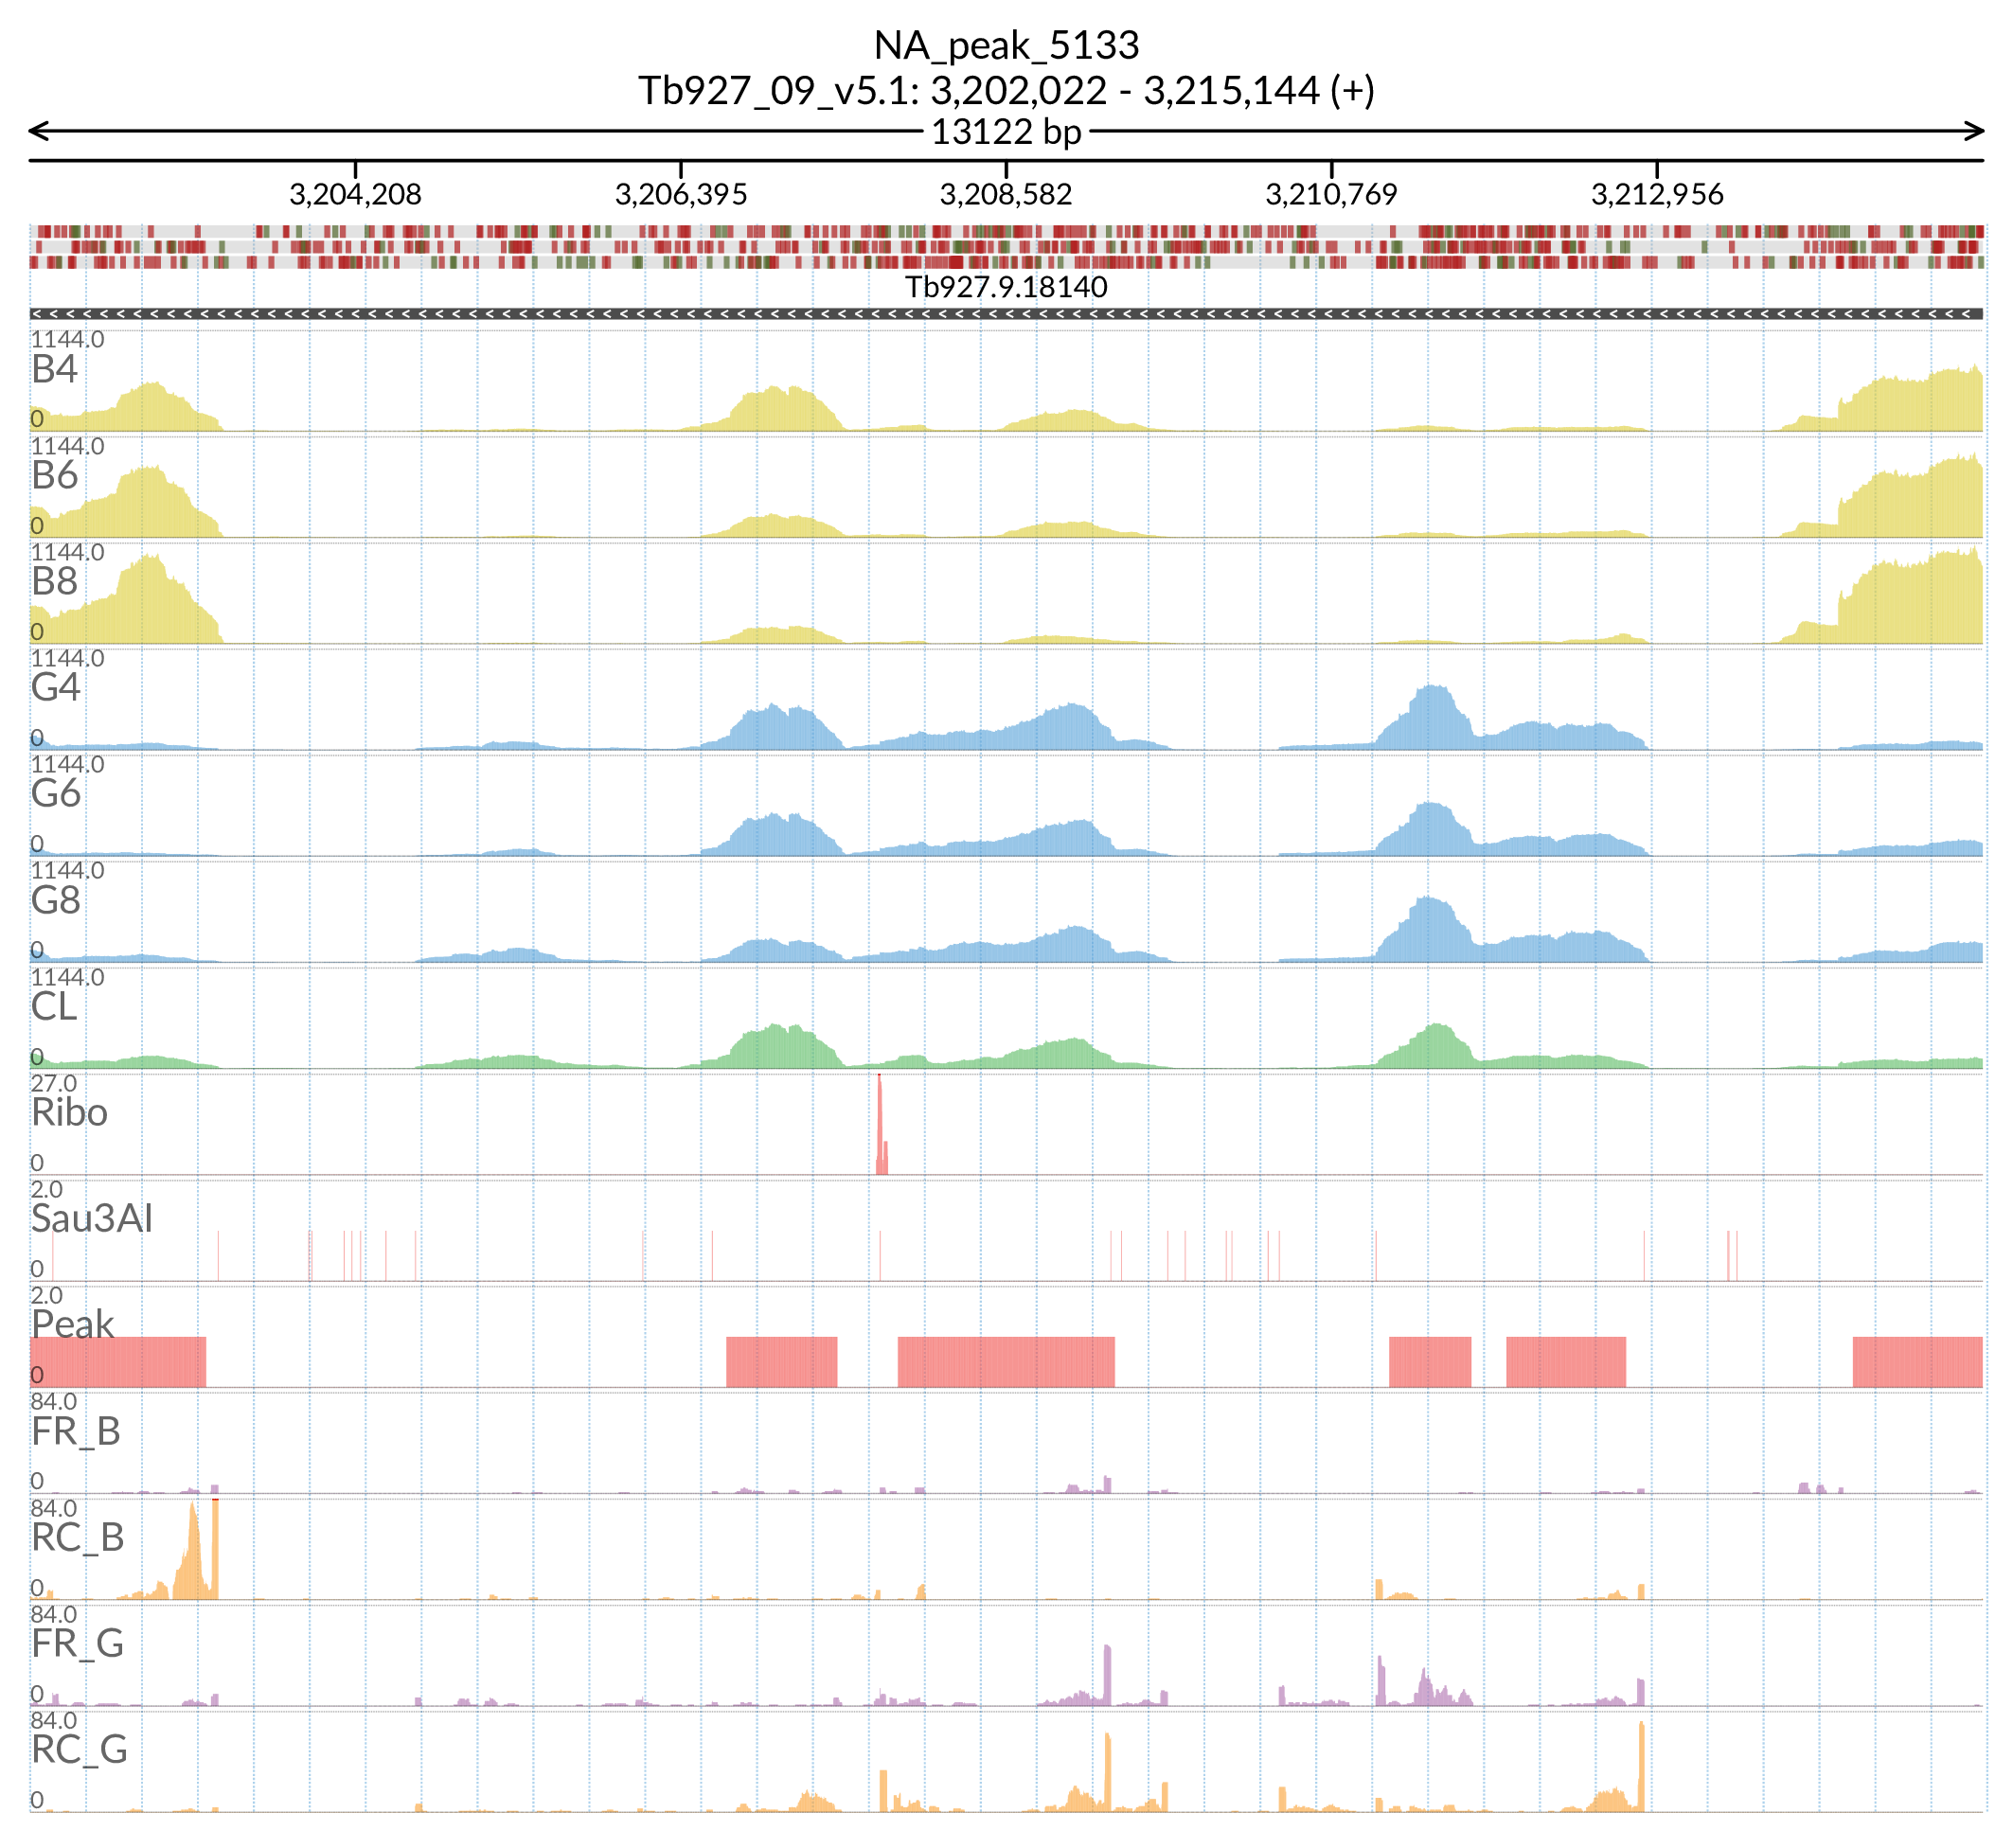 NA_peak_5133
Tb927_09_v5.1: 3,202,022 - 3,215,144 (+)
13122 bp
3,204,208 3,206,395 3,208,582 3,210,769 3,212,956
Tb927.9.18140
1144.0
B4
0
1144.0
B6
0
1144.0
B8
0
1144.0
G4
0
1144.0
G6
0
1144.0
G8
0
1144.0
CL
0
27.0
Ribo
0
2.0
Sau3AI
0
2.0
Peak
0
84.0
FR_B
0
84.0
RC_B
0
84.0
FR_G
0
84.0
RC_G
0